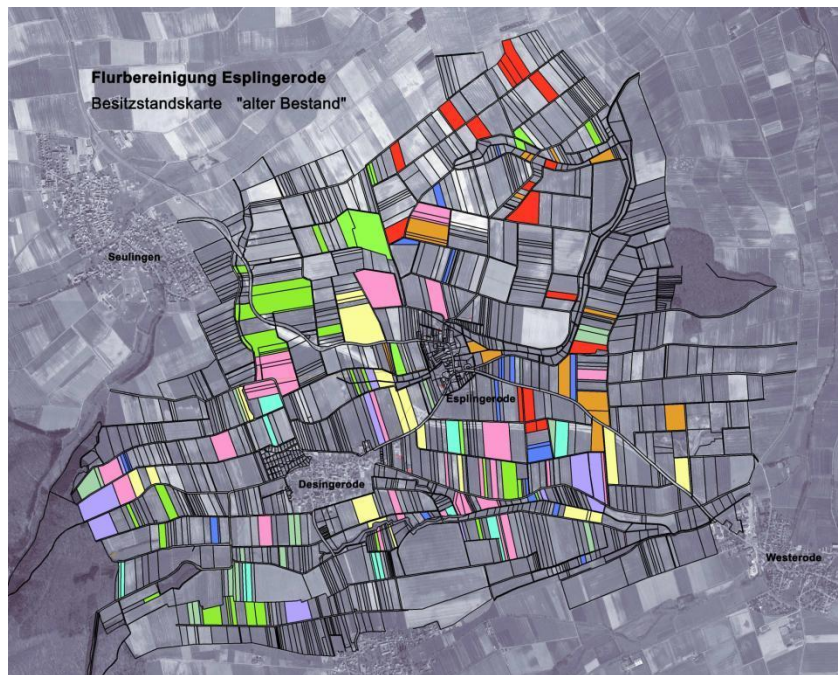 Flurbereinigung Esplingerode
Besitzstandskarte "alter Bestand"
Seulingen
Esplingerode
Desingerode
Westerode